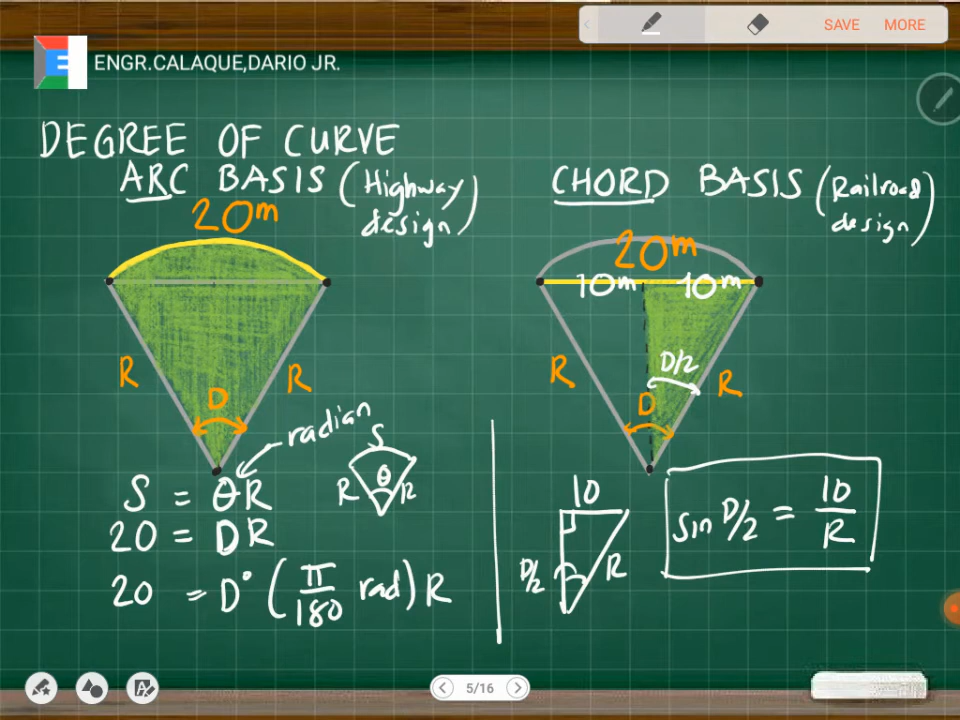 SAVE MORE
E ENGR.CALAQUE,DARIO JR.
DEGREE OF CURVE
ARC BASIS (Highway design)
20m
R
R
D
radian
S = θR
20 = DR
20 = D° (π/180 rad) R
S
θ
R
R
CHORD BASIS (Railroad design)
20m
10m 10m
R
D/2
R
D
10
D/2
R
sin D/2 = 10/R
5/16